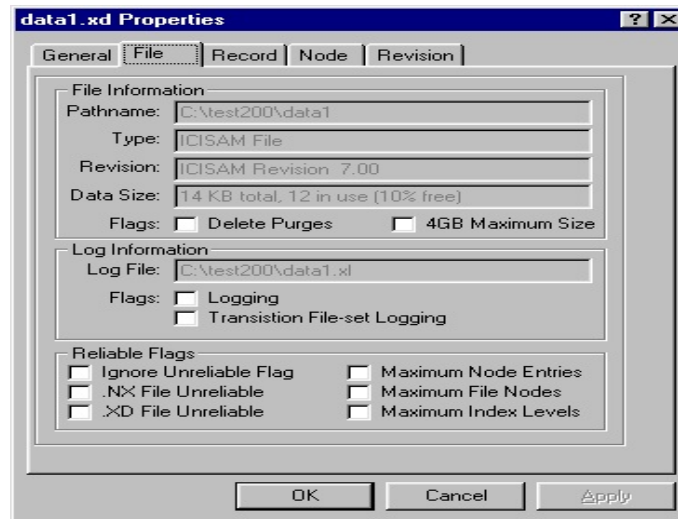 data1.xd Properties
General File Record Node Revision
File Information
Pathname: C:\test200\data1
Type: ICISAM File
Revision: ICISAM Revision 7.00
Data Size: 14 KB total, 12 in use (10% free)
Flags: Delete Purges 4GB Maximum Size
Log Information
Log File: C:\test200\data1.xl
Flags: Logging
Transistion File-set Logging
Reliable Flags
Ignore Unreliable Flag Maximum Node Entries
.NX File Unreliable Maximum File Nodes
.XD File Unreliable Maximum Index Levels
OK Cancel Apply